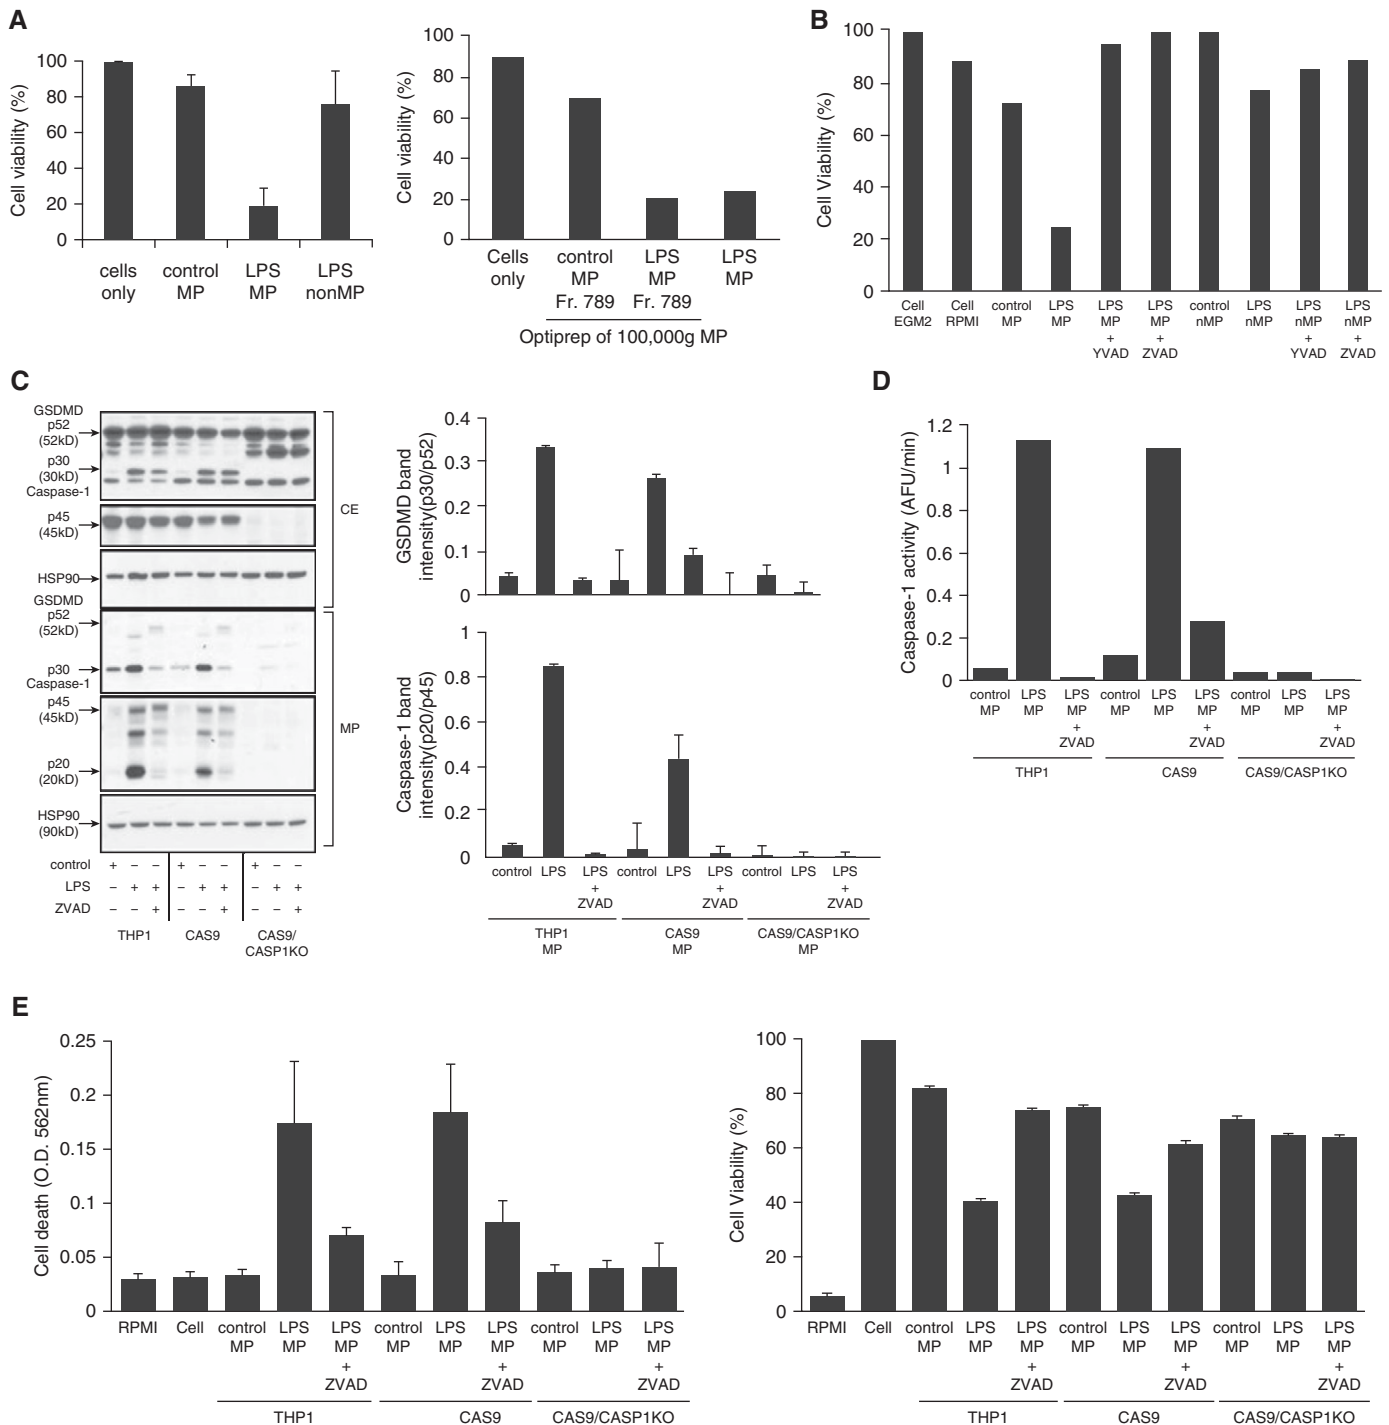 A
Cell viability (%)
100
80
60
40
20
0
cells only
control MP
LPS MP
LPS nonMP
Cell viability (%)
100
80
60
40
20
0
Cells only
control MP Fr. 789
LPS MP Fr. 789
LPS MP
Optiprep of 100,000g MP
B
Cell Viability (%)
100
80
60
40
20
0
Cell EGM2
Cell RPMI
control MP
LPS MP
LPS MP + YVAD
LPS MP + ZVAD
control nMP
LPS nMP
LPS nMP + YVAD
LPS nMP + ZVAD
C
GSDMD
p52
(52kD)
p30
(30kD)
Caspase-1
p45
(45kD)
HSP90
CE
GSDMD
p52
(52kD)
p30
Caspase-1
p45
(45kD)
p20
(20kD)
HSP90
(90kD)
MP
control + – – + – – + – –
LPS – + + – + + – + +
ZVAD – – + – – + – – +
THP1
CAS9
CAS9/
CASP1KO
GSDMD band
intensity(p30/p52)
0.4
0.3
0.2
0.1
0
Caspase-1 band
intensity(p20/p45)
1
0.8
0.6
0.4
0.2
0
control
LPS
LPS + ZVAD
control
LPS
LPS + ZVAD
control
LPS
LPS + ZVAD
THP1 MP
CAS9 MP
CAS9/CASP1KO MP
D
Caspase-1 activity (AFU/min)
1.2
1
0.8
0.6
0.4
0.2
0
control MP
LPS MP
LPS MP + ZVAD
control MP
LPS MP
LPS MP + ZVAD
control MP
LPS MP
LPS MP + ZVAD
THP1
CAS9
CAS9/CASP1KO
E
Cell death (O.D. 562nm)
0.25
0.2
0.15
0.1
0.05
0
RPMI
Cell
control MP
LPS MP
LPS MP + ZVAD
control MP
LPS MP
LPS MP + ZVAD
control MP
LPS MP
LPS MP + ZVAD
THP1
CAS9
CAS9/CASP1KO
Cell Viability (%)
100
80
60
40
20
0
RPMI
Cell
control MP
LPS MP
LPS MP + ZVAD
control MP
LPS MP
LPS MP + ZVAD
control MP
LPS MP
LPS MP + ZVAD
THP1
CAS9
CAS9/CASP1KO